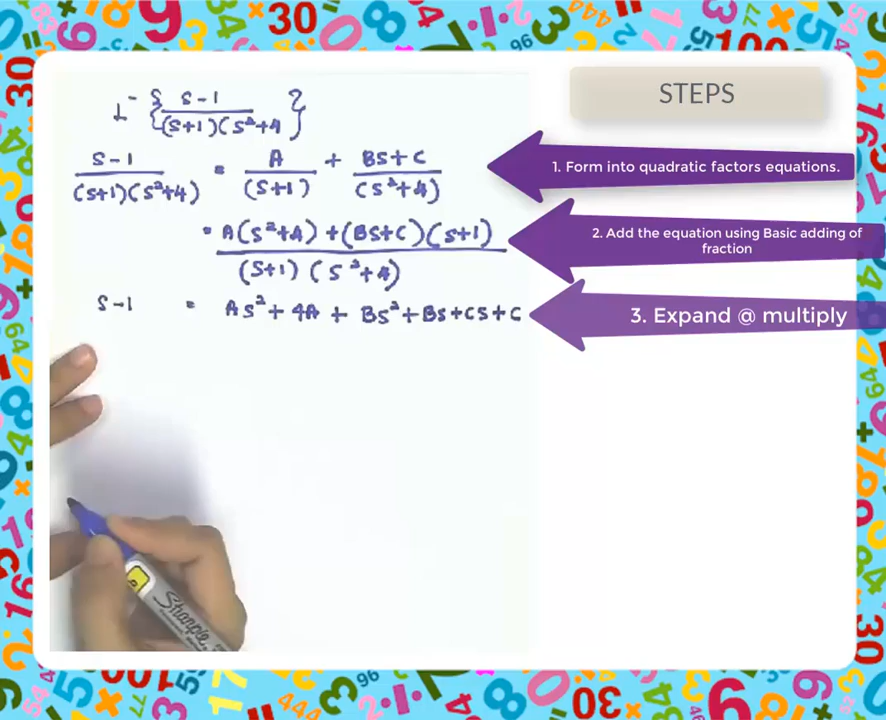 STEPS
L⁻ { s-1 / (s+1)(s²+4 }
s-1 / (s+1)(s²+4) = A / (s+1) + Bs+C / (s²+4)
1. Form into quadratic factors equations.
= A(s²+4) + (Bs+C)(s+1) / (s+1) (s²+4)
2. Add the equation using Basic adding of
fraction
s-1 = As² + 4A + Bs² + Bs+Cs+C
3. Expand @ multiply
Sharpie